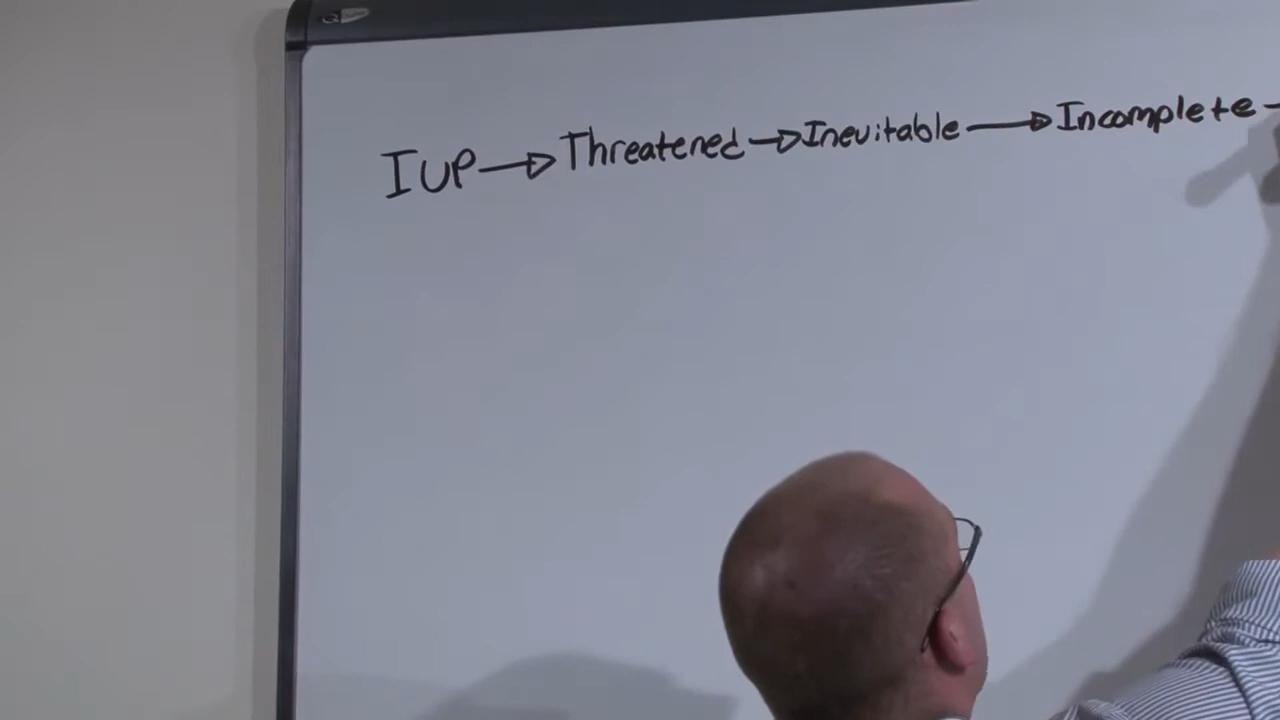 IUP → Threatened → Inevitable → Incomplete